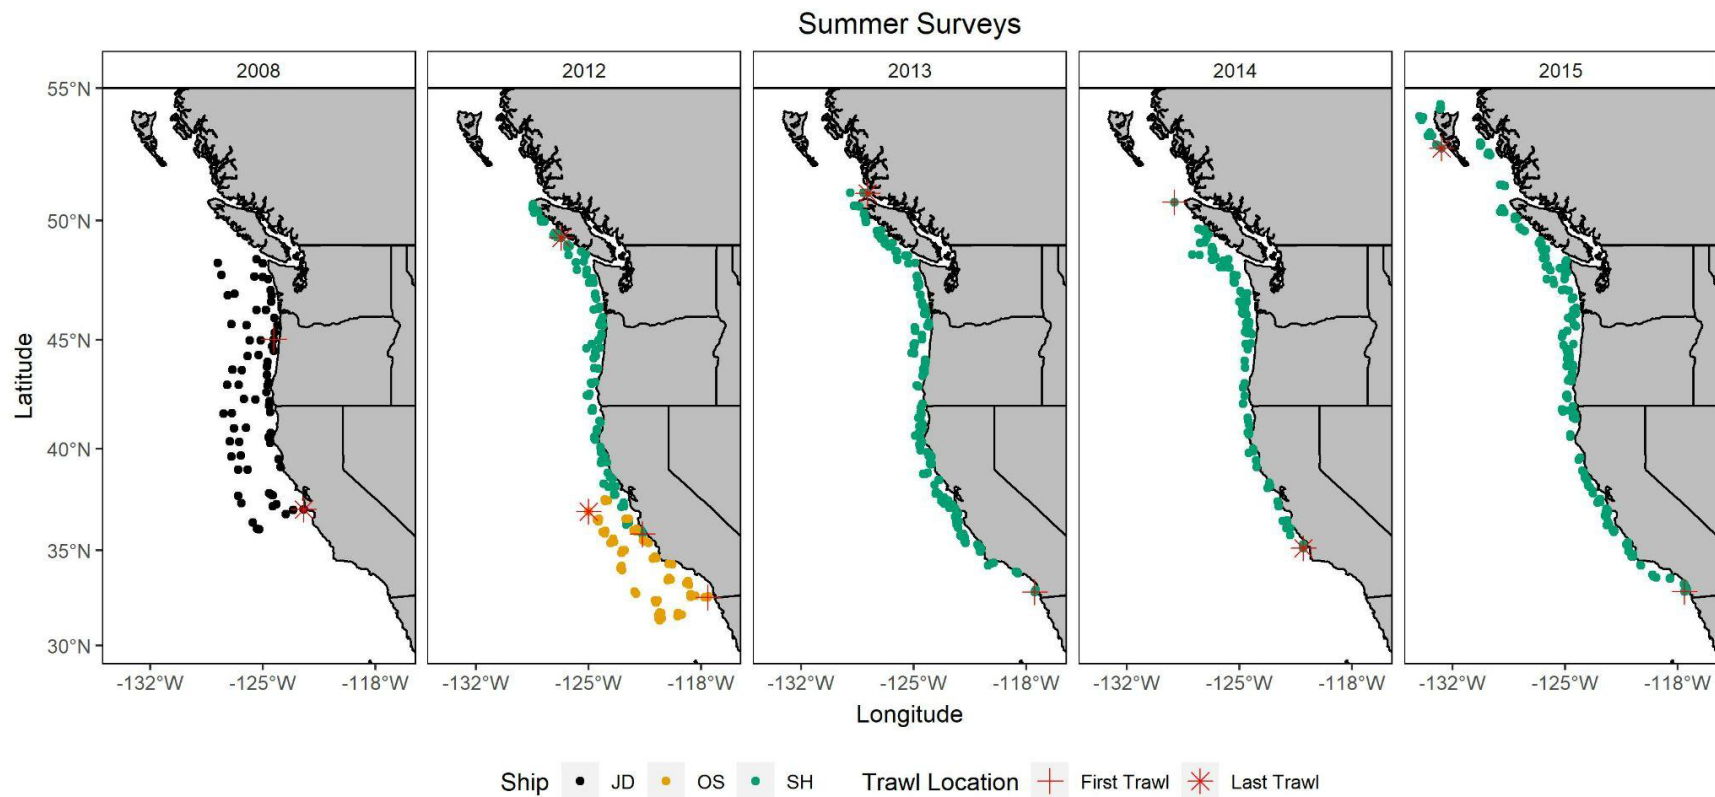 Summer Surveys
2008 2012 2013 2014 2015
55°N
50°N
45°N
40°N
35°N
30°N
Latitude
-132°W -125°W -118°W -132°W -125°W -118°W -132°W -125°W -118°W -132°W -125°W -118°W -132°W -125°W -118°W
Longitude
Ship JD OS SH Trawl Location First Trawl Last Trawl